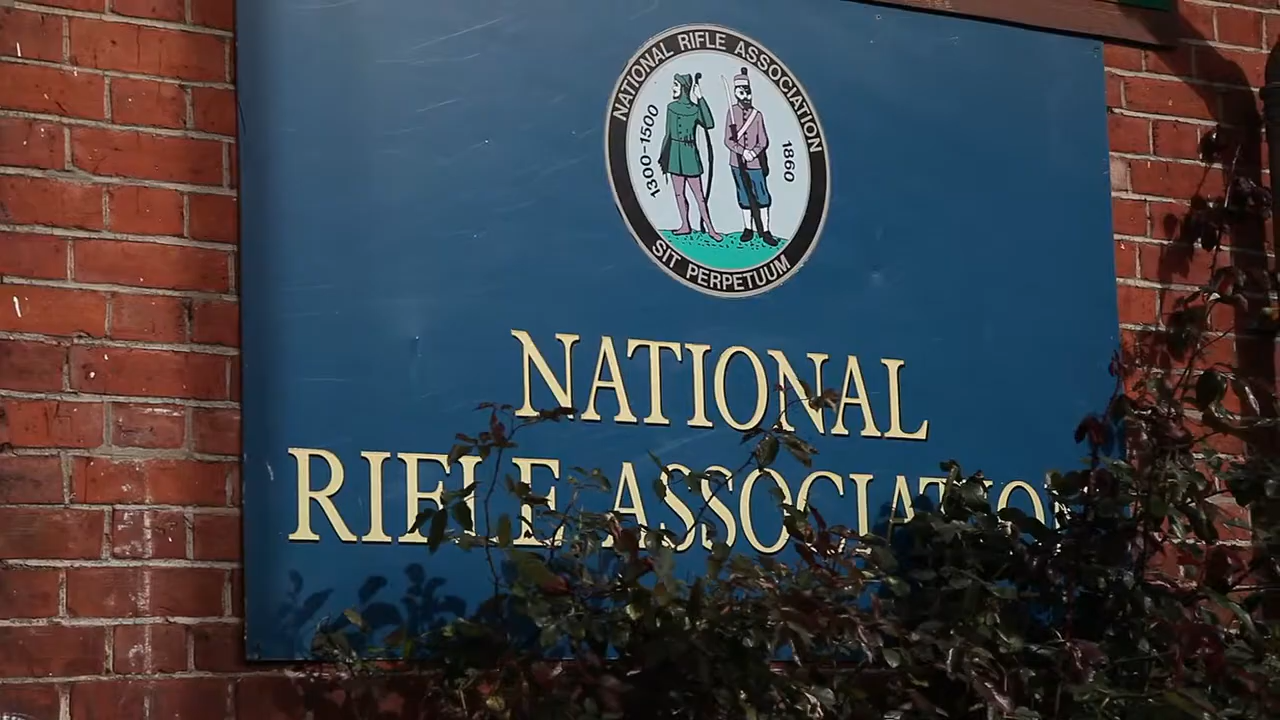 NATIONAL RIFLE ASSOCIATION
1300-1500
1860
SIT PERPETUUM
NATIONAL
RIFLE ASSOCIATION